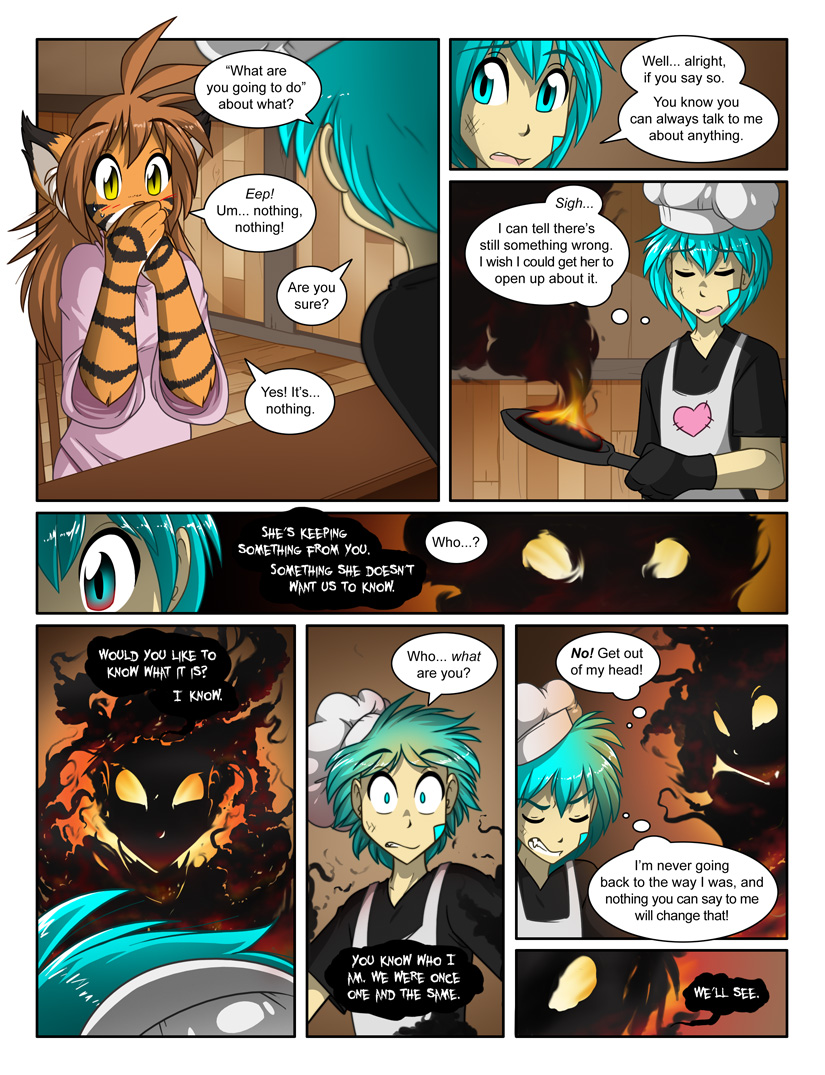 “What are
you going to do”
about what?
Eep!
Um... nothing,
nothing!
Are you
sure?
Yes! It’s...
nothing.
Well... alright,
if you say so.
You know you
can always talk to me
about anything.
Sigh...
I can tell there’s
still something wrong.
I wish I could get her to
open up about it.
SHE’S KEEPING
SOMETHING FROM YOU.
SOMETHING SHE DOESN’T
WANT US TO KNOW.
Who...?
WOULD YOU LIKE TO
KNOW WHAT IT IS?
I KNOW.
Who... what
are you?
YOU KNOW WHO I
AM. WE WERE ONCE
ONE AND THE SAME.
No! Get out
of my head!
I’m never going
back to the way I was, and
nothing you can say to me
will change that!
WE’LL SEE.